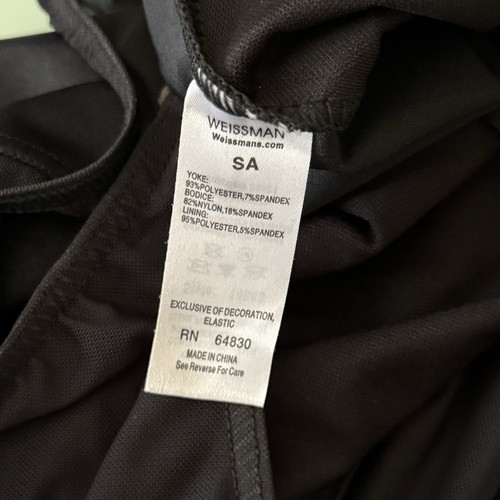 WEISSMAN
Weissmans.com
SA
YOKE:
93%POLYESTER,7%SPANDEX
BODICE:
82%NYLON,18%SPANDEX
LINING:
95%POLYESTER,5%SPANDEX
EXCLUSIVE OF DECORATION,
ELASTIC
RN 64830
MADE IN CHINA
See Reverse For Care